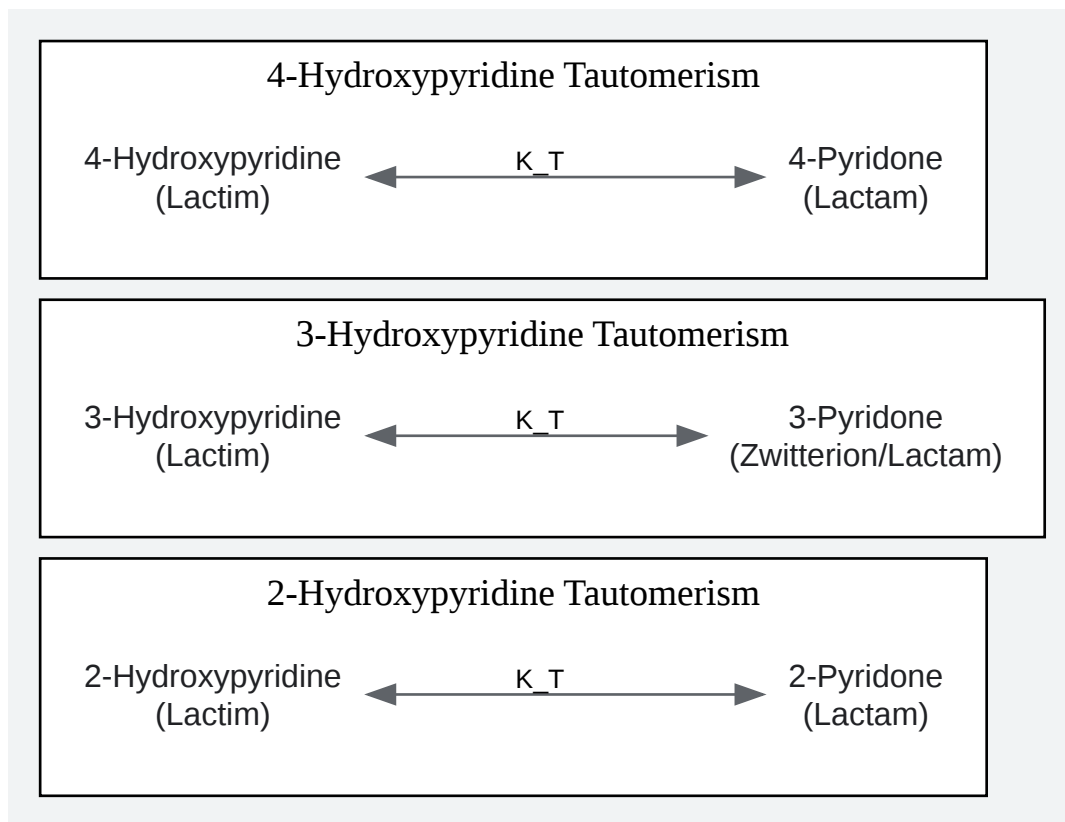 4-Hydroxypyridine Tautomerism
4-Hydroxypyridine
(Lactim)
K_T
4-Pyridone
(Lactam)
3-Hydroxypyridine Tautomerism
3-Hydroxypyridine
(Lactim)
K_T
3-Pyridone
(Zwitterion/Lactam)
2-Hydroxypyridine Tautomerism
2-Hydroxypyridine
(Lactim)
K_T
2-Pyridone
(Lactam)